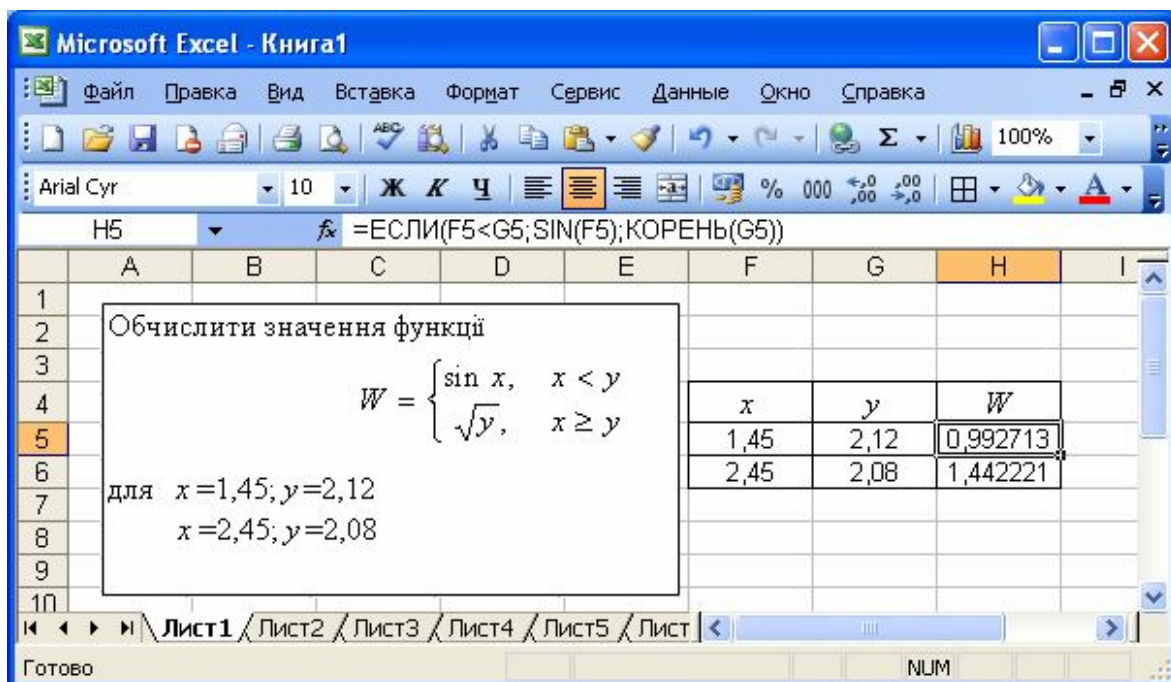 Microsoft Excel - Книга1
Файл Правка Вид Вставка Формат Сервис Данные Окно Справка
100%
Arial Cyr 10 Ж К Ч % 000
H5 fx =ЕСЛИ(F5<G5;SIN(F5);КОРЕНЬ(G5))
A B C D E F G H I
1
2 Обчислити значення функції
3
W = { sin x, x < y
√y, x ≥ y
4 x y W
5 1,45 2,12 0,992713
6 2,45 2,08 1,442221
7 для x=1,45; y=2,12
8 x=2,45; y=2,08
9
10
Лист1 Лист2 Лист3 Лист4 Лист5 Лист
Готово NUM